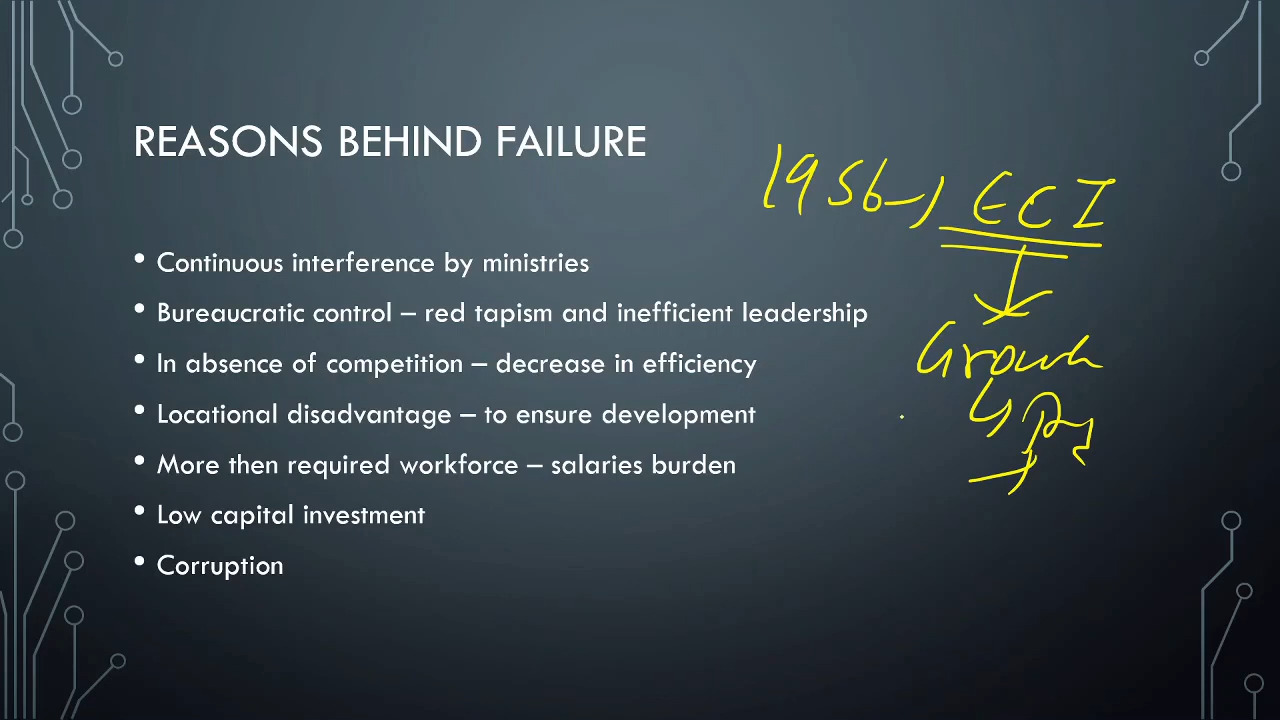 REASONS BEHIND FAILURE
1956 → ECI
• Continuous interference by ministries
• Bureaucratic control – red tapism and inefficient leadership
• In absence of competition – decrease in efficiency
Growth
• Locational disadvantage – to ensure development
• More then required workforce – salaries burden
• Low capital investment
• Corruption